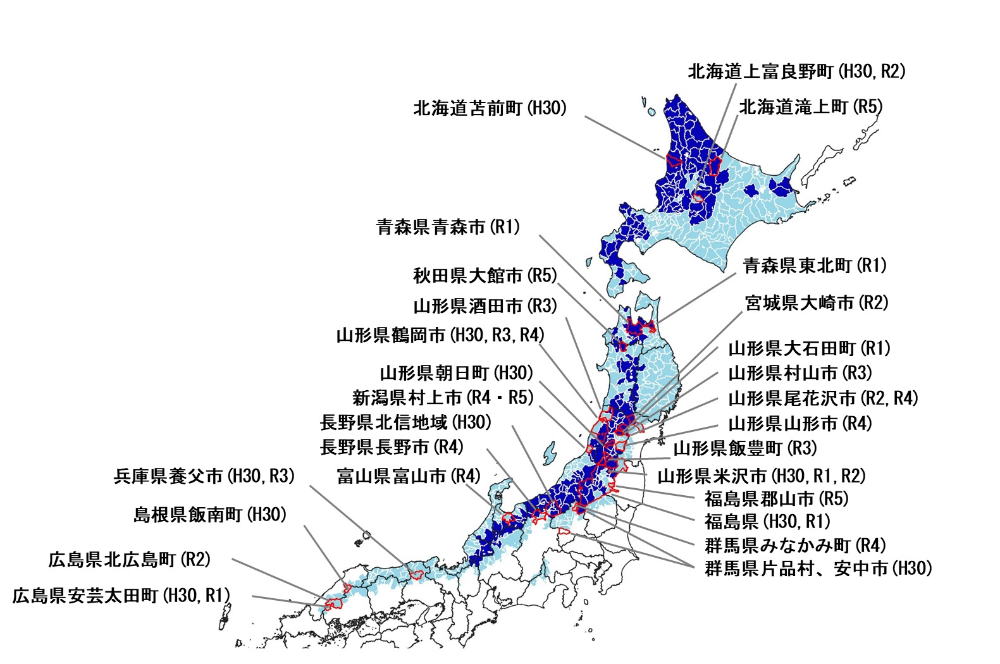 北海道上富良野町(H30, R2)
北海道苫前町(H30)
北海道滝上町(R5)
青森県青森市(R1)
青森県東北町(R1)
秋田県大館市(R5)
宮城県大崎市(R2)
山形県酒田市(R3)
山形県鶴岡市(H30, R3, R4)
山形県大石田町(R1)
山形県朝日町(H30)
山形県村山市(R3)
新潟県村上市(R4・R5)
山形県尾花沢市(R2, R4)
長野県北信地域(H30)
山形県山形市(R4)
長野県長野市(R4)
山形県飯豊町(R3)
兵庫県養父市(H30, R3)
富山県富山市(R4)
山形県米沢市(H30, R1, R2)
福島県郡山市(R5)
島根県飯南町(H30)
福島県(H30, R1)
群馬県みなかみ町(R4)
広島県北広島町(R2)
群馬県片品村、安中市(H30)
広島県安芸太田町(H30, R1)